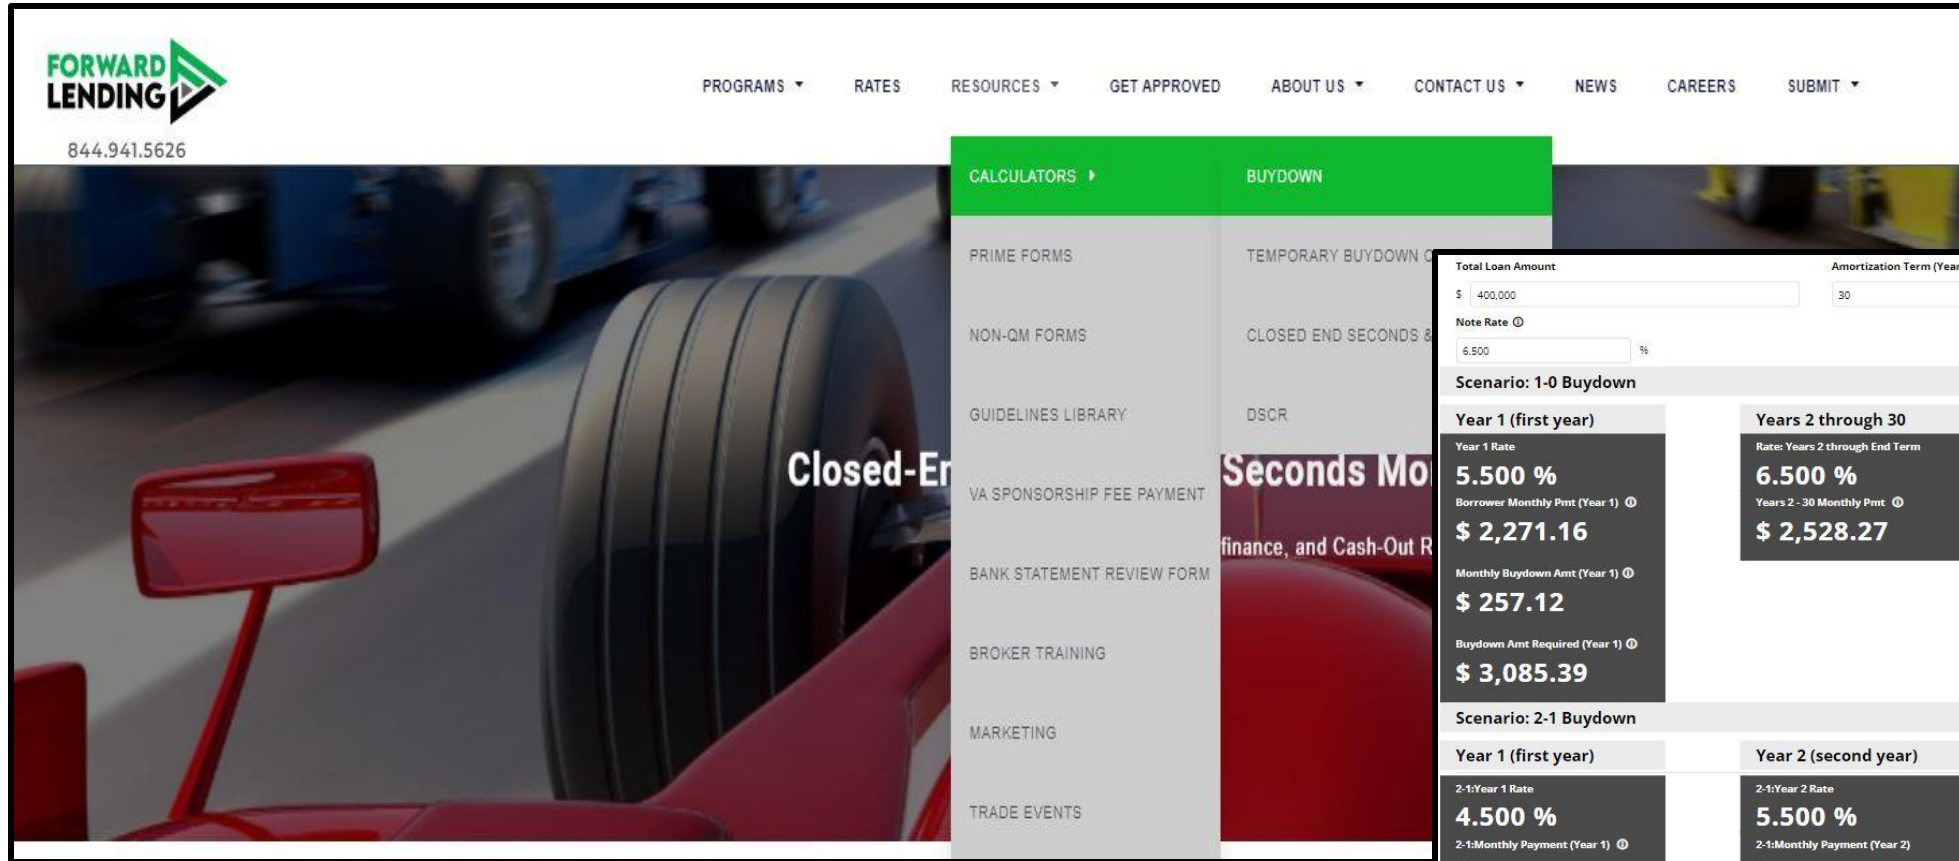 FORWARD
LENDING
844.941.5626
PROGRAMS RATES RESOURCES GET APPROVED ABOUT US CONTACT US NEWS CAREERS SUBMIT
CALCULATORS
PRIME FORMS
NON-QM FORMS
GUIDELINES LIBRARY
VA SPONSORSHIP FEE PAYMENT
BANK STATEMENT REVIEW FORM
BROKER TRAINING
MARKETING
TRADE EVENTS
BUYDOWN
TEMPORARY BUYDOWN
CLOSED END SECONDS &
DSCR
Closed-En Seconds Mo
finance, and Cash-Out R
Total Loan Amount Amortization Term (Year
$ 400,000 30
Note Rate
6.500 %
Scenario: 1-0 Buydown
Year 1 (first year)
Year 1 Rate
5.500 %
Borrower Monthly Pmt (Year 1)
$ 2,271.16
Monthly Buydown Amt (Year 1)
$ 257.12
Buydown Amt Required (Year 1)
$ 3,085.39
Years 2 through 30
Rate: Years 2 through End Term
6.500 %
Years 2 - 30 Monthly Pmt
$ 2,528.27
Scenario: 2-1 Buydown
Year 1 (first year)
2-1:Year 1 Rate
4.500 %
2-1:Monthly Payment (Year 1)
Year 2 (second year)
2-1:Year 2 Rate
5.500 %
2-1:Monthly Payment (Year 2)